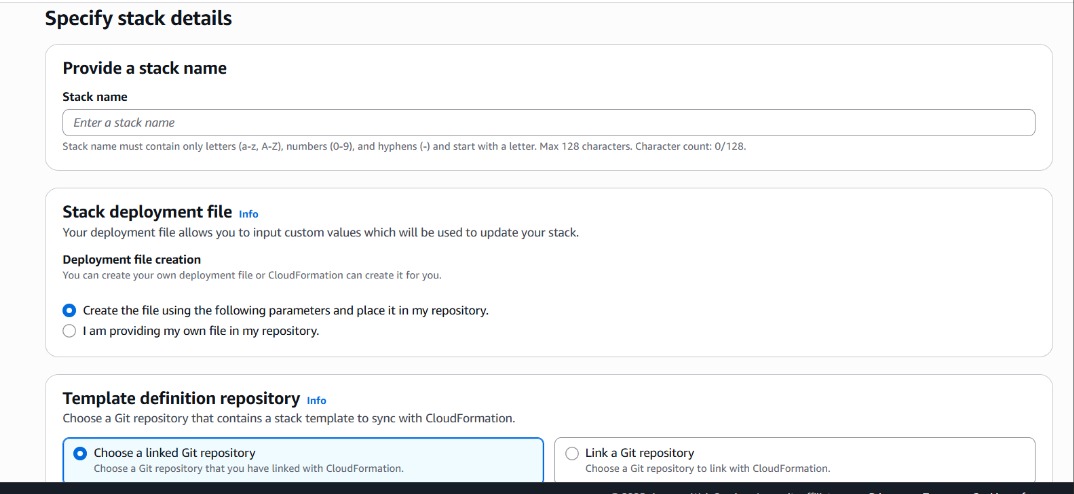 Specify stack details
Provide a stack name
Stack name
Enter a stack name
Stack name must contain only letters (a-z, A-Z), numbers (0-9), and hyphens (-) and start with a letter. Max 128 characters. Character count: 0/128.
Stack deployment file Info
Your deployment file allows you to input custom values which will be used to update your stack.
Deployment file creation
You can create your own deployment file or CloudFormation can create it for you.
Create the file using the following parameters and place it in my repository.
I am providing my own file in my repository.
Template definition repository Info
Choose a Git repository that contains a stack template to sync with CloudFormation.
Choose a linked Git repository
Choose a Git repository that you have linked with CloudFormation.
Link a Git repository
Choose a Git repository to link with CloudFormation.